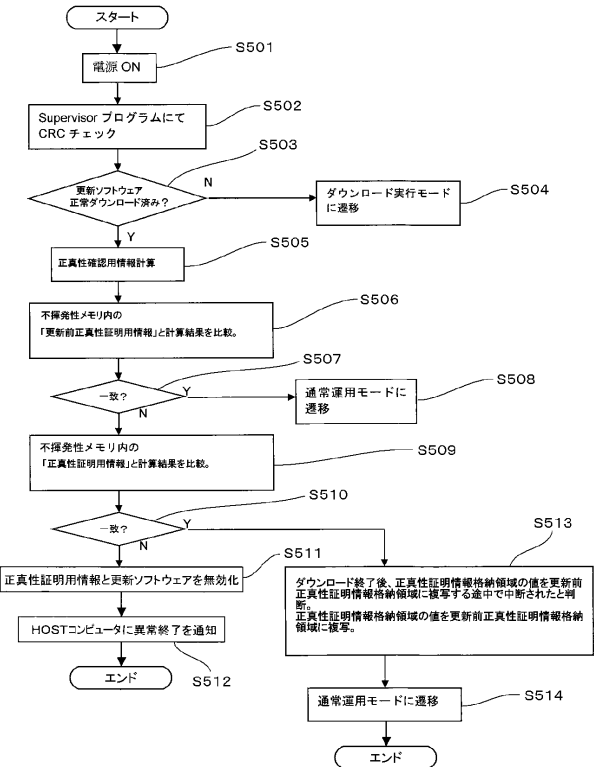 スタート
S501
電源 ON
S502
Supervisor プログラムにて
CRC チェック
S503
更新ソフトウェア
正常ダウンロード済み？
N
ダウンロード実行モード
に遷移
S504
Y
S505
正真性確認用情報計算
S506
不揮発性メモリ内の
「更新前正真性証明用情報」と計算結果を比較。
S507
一致？
Y
N
通常運用モードに
遷移
S508
不揮発性メモリ内の
「正真性証明用情報」と計算結果を比較。
S509
S510
一致？
Y
N
S511
正真性証明用情報と更新ソフトウェアを無効化
S513
ダウンロード終了後、正真性証明情報格納領域の値を更新前
正真性証明情報格納領域に複写する途中で中断されたと判
断。
正真性証明情報格納領域の値を更新前正真性証明情報格納
領域に複写。
HOSTコンピュータに異常終了を通知
S512
エンド
通常運用モードに遷移
S514
エンド